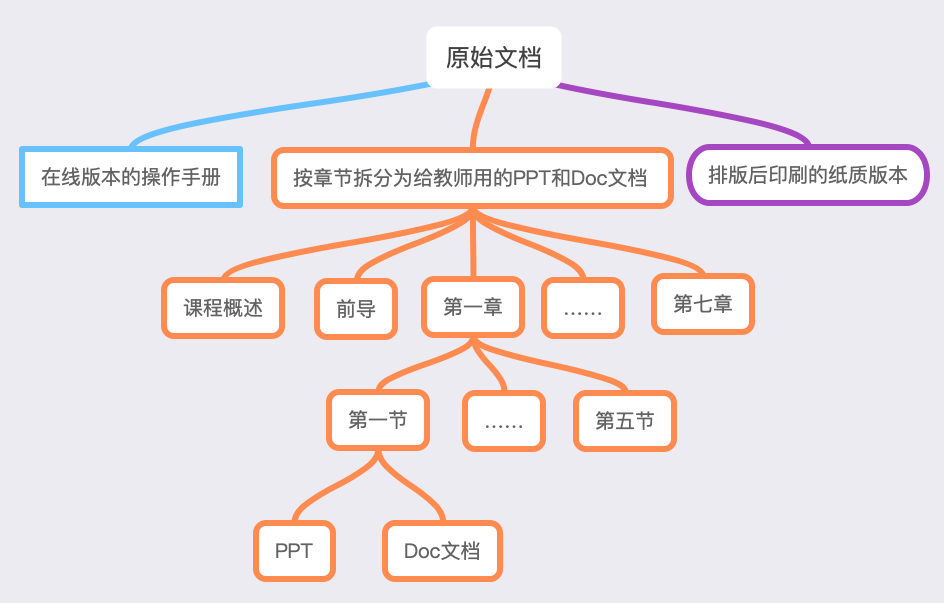 原始文档
在线版本的操作手册
按章节拆分为给教师用的PPT和Doc文档
排版后印刷的纸质版本
课程概述
前导
第一章
……
第七章
第一节
……
第五节
PPT
Doc文档